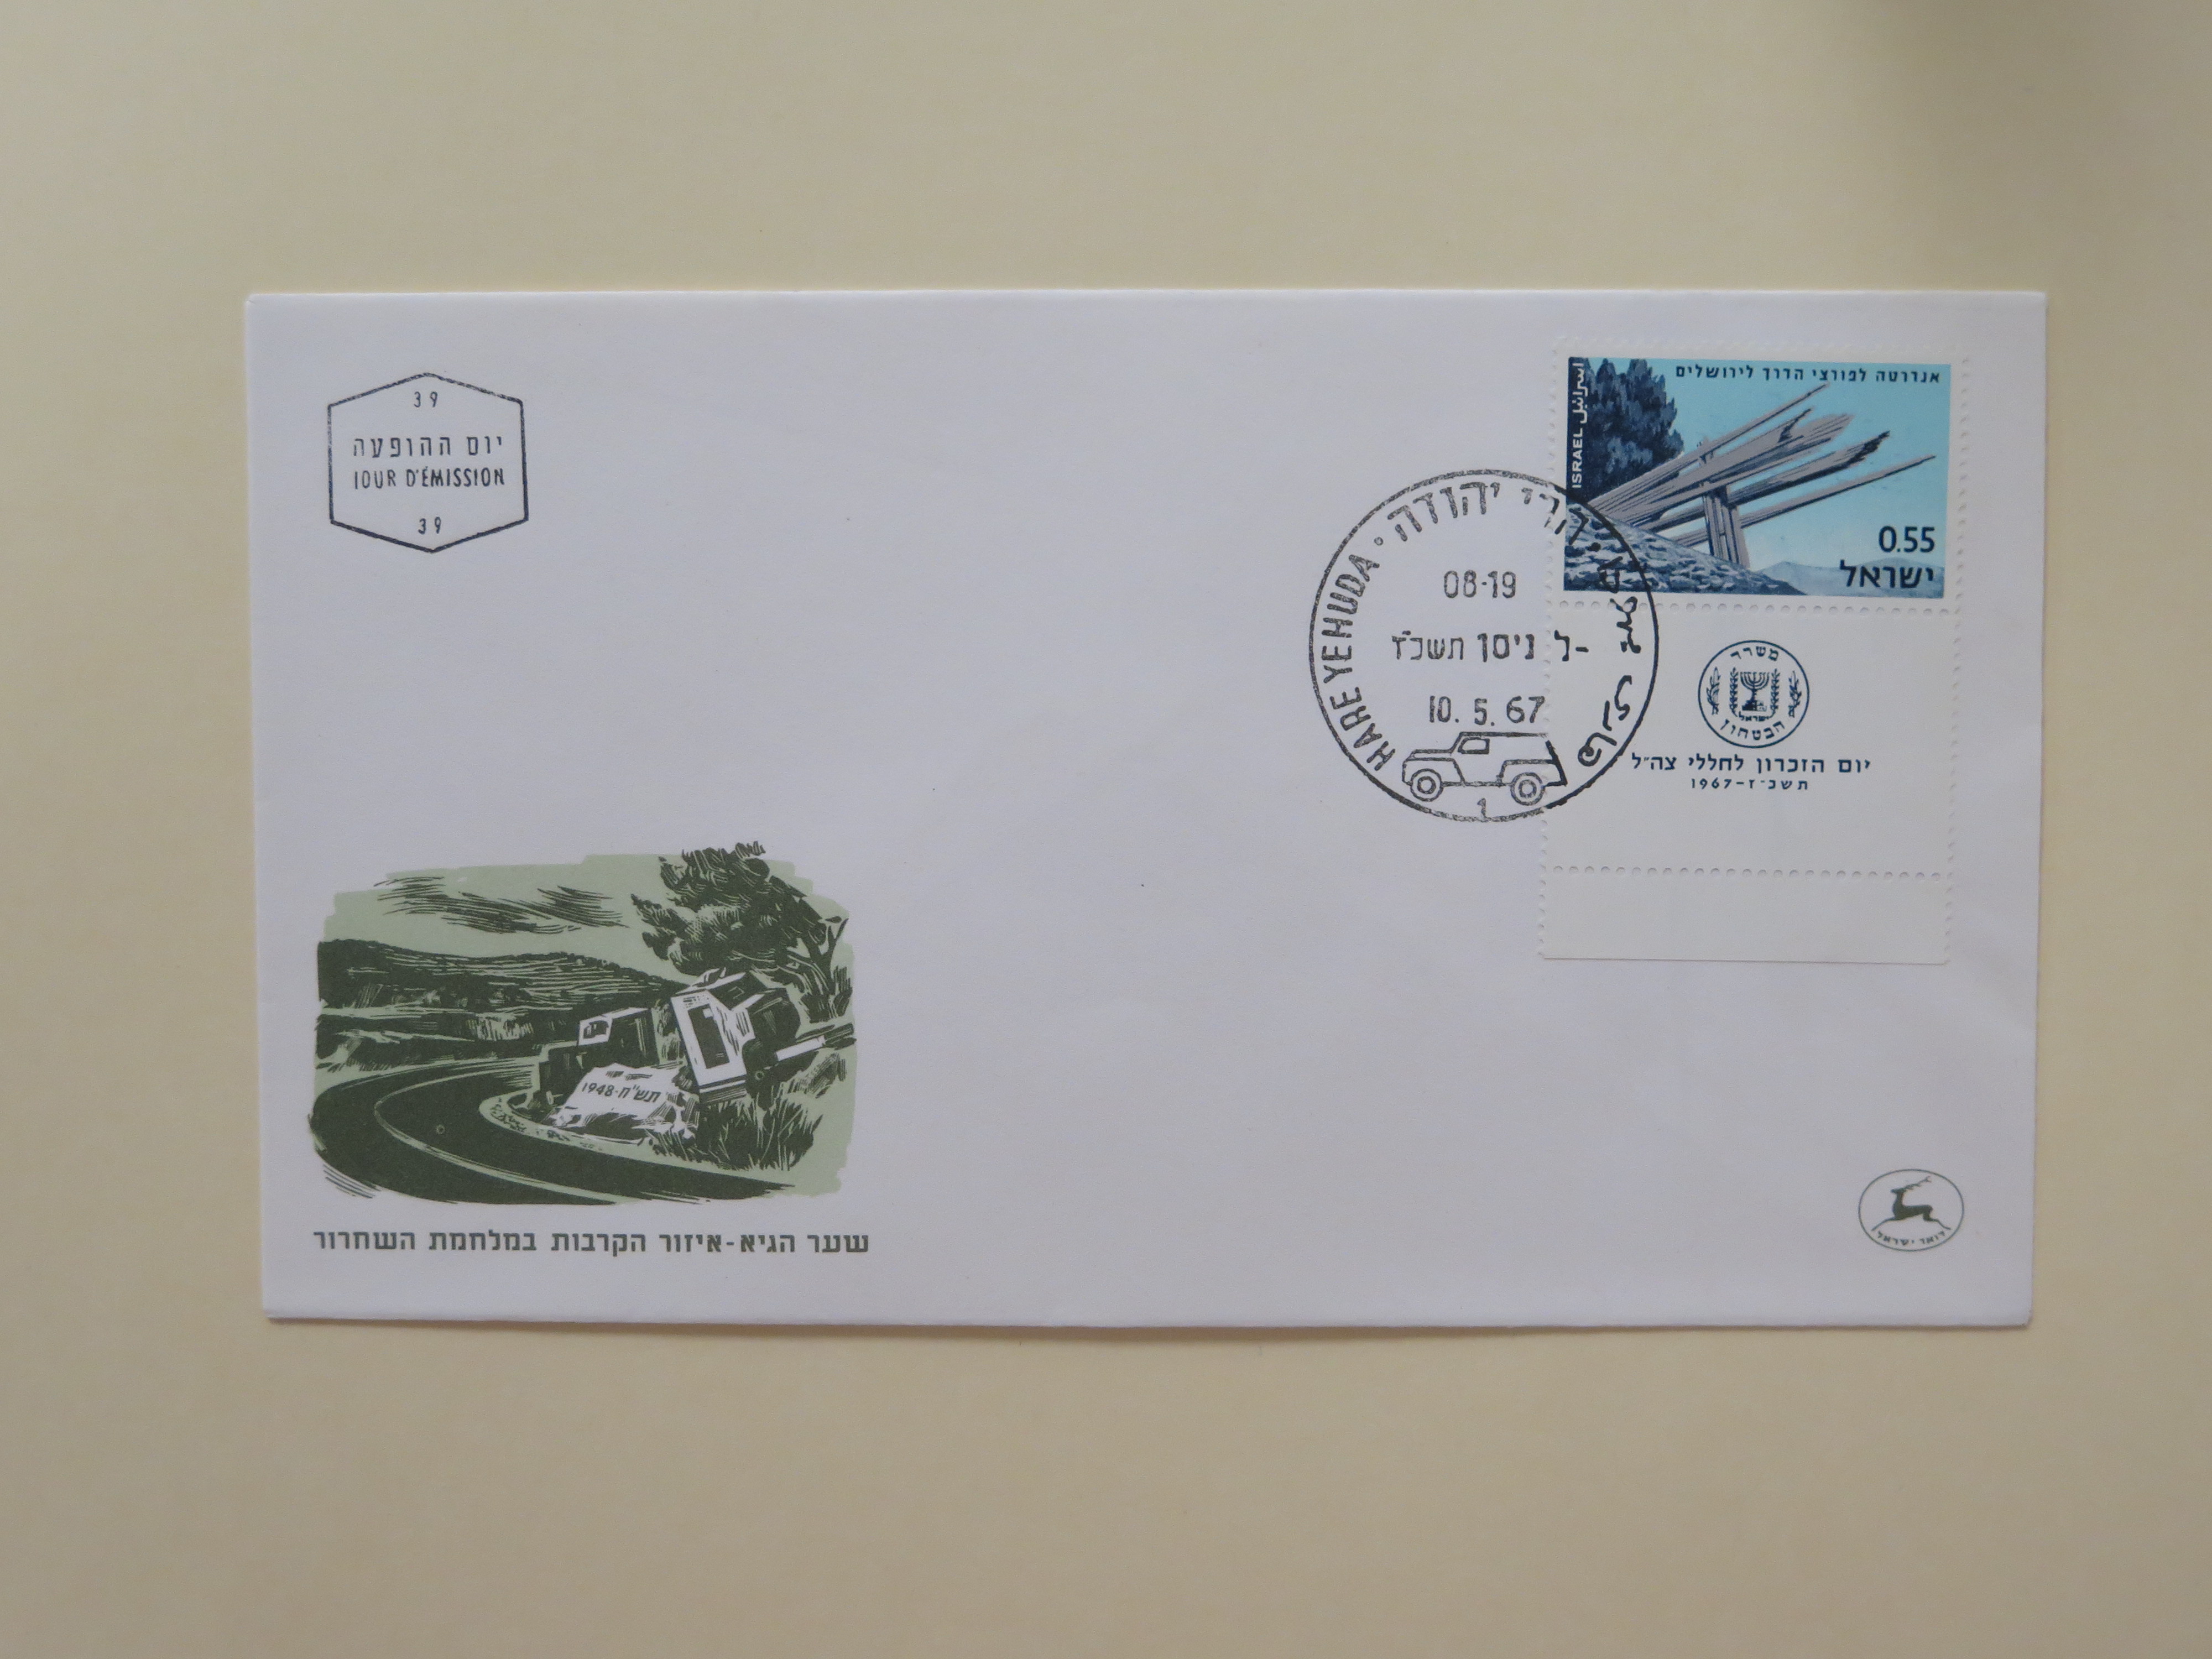 39
יום ההופעה
JOUR D'ÉMISSION
39
אנדרטה לפורצי הדרך לירושלים
ISRAEL اسرائيل
0.55
ישראל
הרי יהודה
HARE YEHUDA
08-19
ל - ניסן תשכ"ז
10.5.67
1
משרד
ישראל
הבטחון
יום הזכרון לחללי צה"ל
תשכ"ז-1967
תש"ח-1948
שער הגיא-איזור הקרבות במלחמת השחרור
דואר ישראל